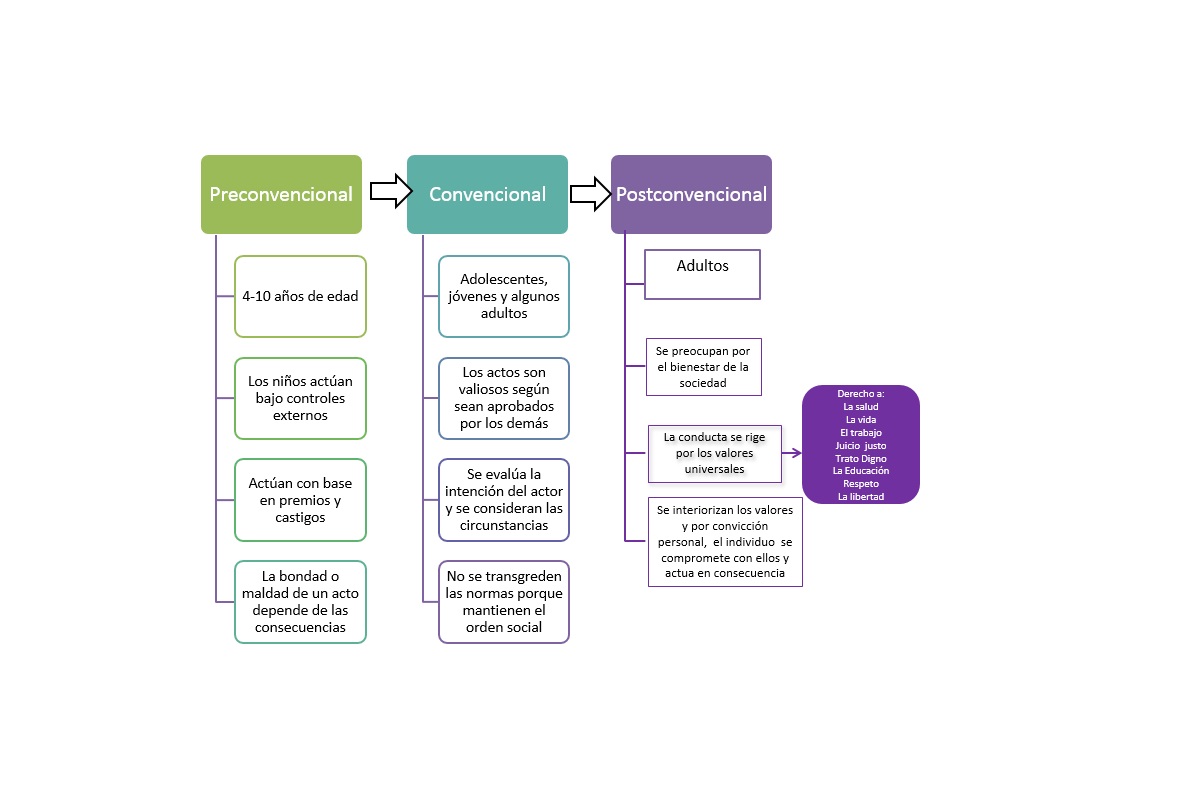 Preconvencional
4-10 años de edad
Los niños actúan
bajo controles
externos
Actúan con base
en premios y
castigos
La bondad o
maldad de un acto
depende de las
consecuencias
Convencional
Adolescentes,
jóvenes y algunos
adultos
Los actos son
valiosos según
sean aprobados
por los demás
Se evalúa la
intención del actor
y se consideran las
circunstancias
No se transgreden
las normas porque
mantienen el
orden social
Postconvencional
Adultos
Se preocupan por
el bienestar de la
sociedad
La conducta se rige
por los valores
universales
Derecho a:
La salud
La vida
El trabajo
Juicio justo
Trato Digno
La Educación
Respeto
La libertad
Se interiorizan los valores
y por convicción
personal, el individuo se
compromete con ellos y
actua en consecuencia